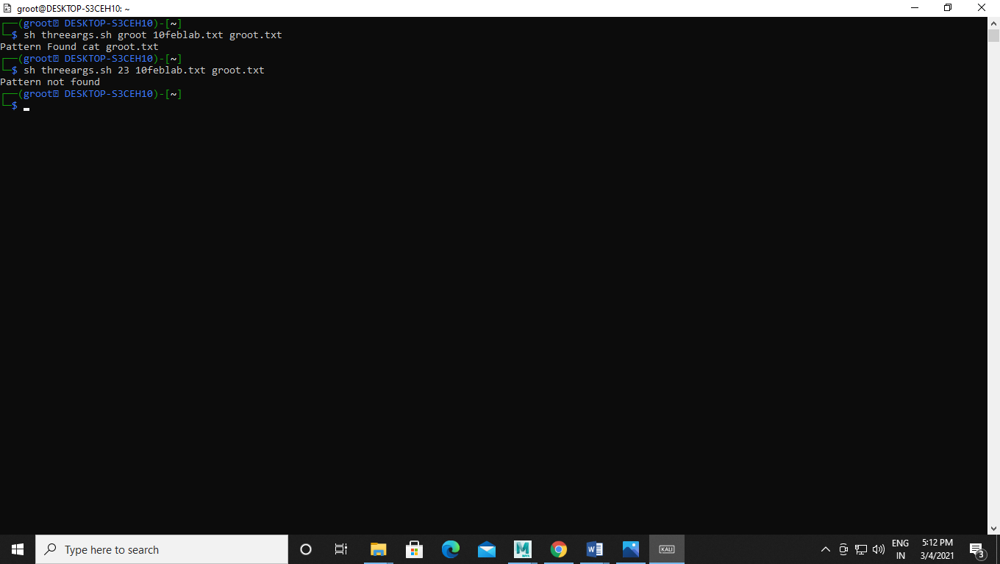 groot@DESKTOP-S3CEH10: ~
┌──(groot⍰ DESKTOP-S3CEH10)-[~]
└─$ sh threeargs.sh groot 10feblab.txt groot.txt
Pattern Found cat groot.txt
┌──(groot⍰ DESKTOP-S3CEH10)-[~]
└─$ sh threeargs.sh 23 10feblab.txt groot.txt
Pattern not found
┌──(groot⍰ DESKTOP-S3CEH10)-[~]
└─$
Type here to search
M
MAYA
W
KALI
ENG
IN
5:12 PM
3/4/2021
3